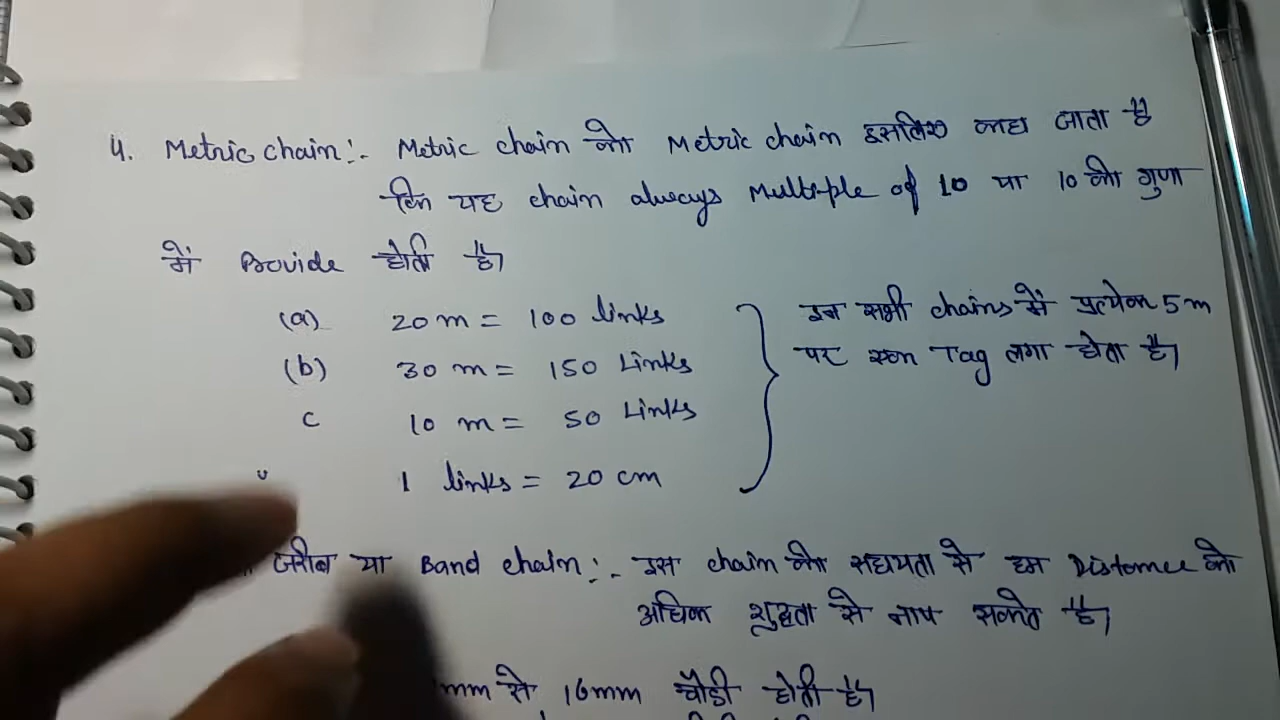 4. Metric chain :- Metric chain को Metric chain इसलिए कहा जाता है
कि यह chain always Multiple of 10 या 10 की गुणा
में Provide होती है।
(a) 20 m = 100 links
(b) 30 m = 150 Links
c 10 m = 50 Links
1 links = 20 cm
इन सभी chains में प्रत्येक 5 m
पर एक Tag लगा होता है।
जरीब या Band chain :- इस chain की सहायता से हम Distance को
अधिक शुद्धता से नाप सकते है।
mm से 16mm चौड़ी होती है।